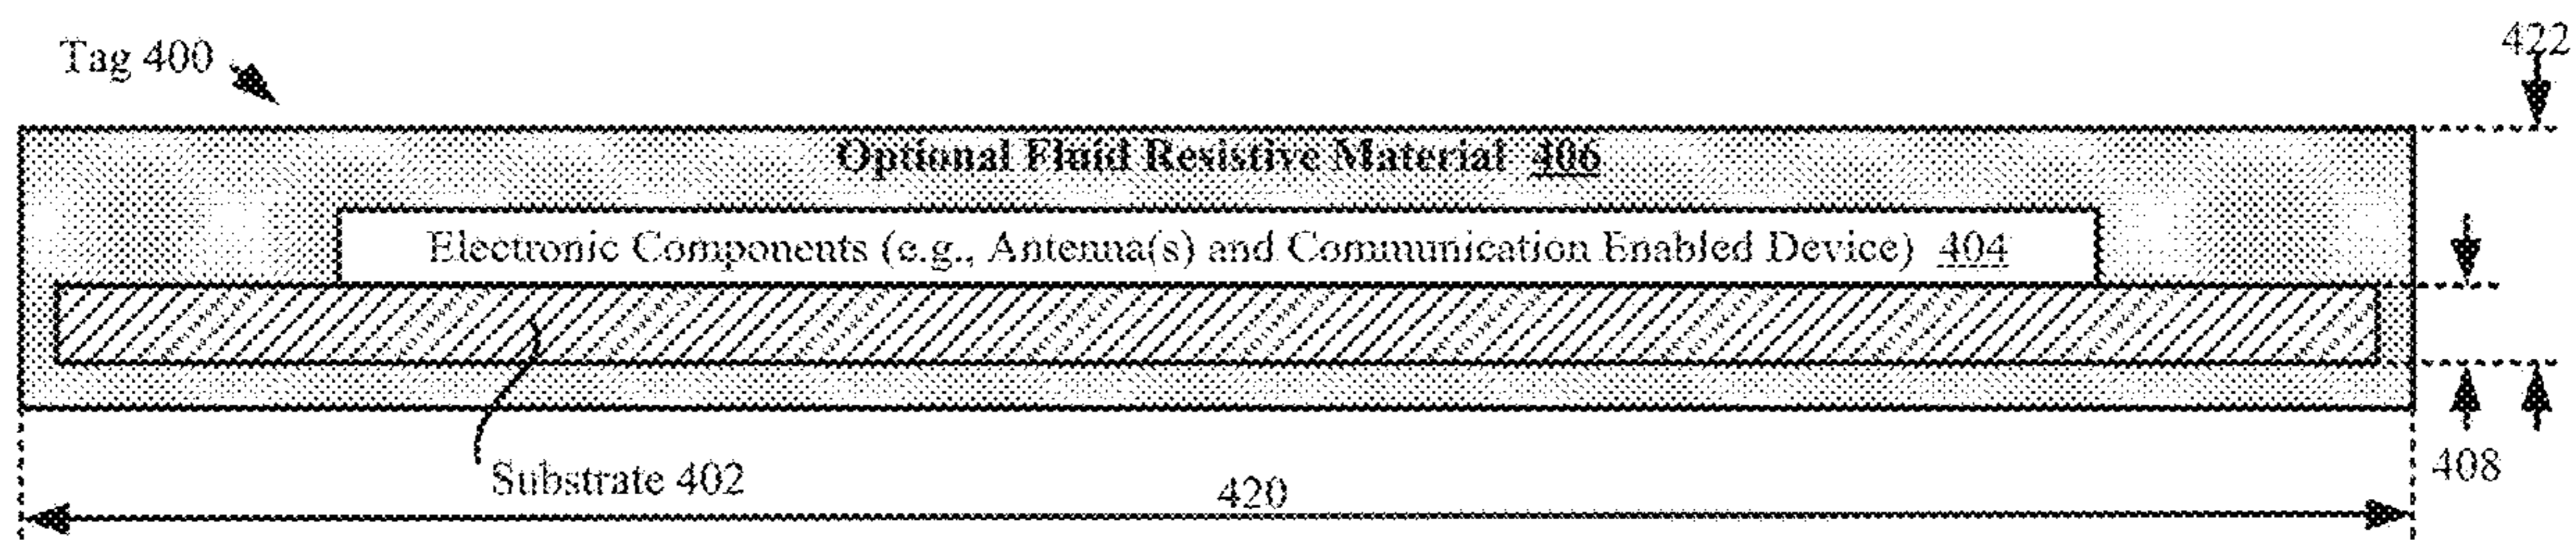 Tag 400
422
Optional Fluid Resistive Material 406
Electronic Components (e.g., Antenna(s) and Communication Enabled Device) 404
Substrate 402
408
420